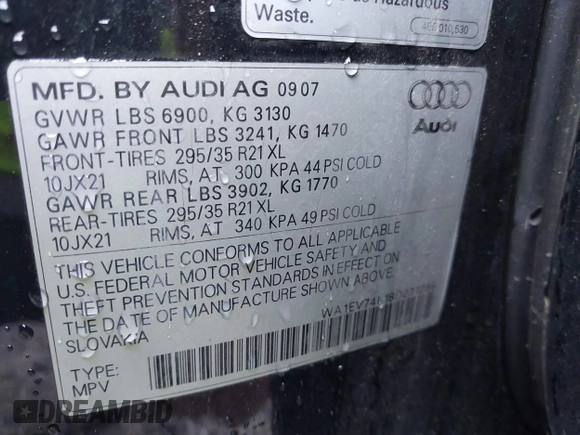 Hazardous
Waste.
4E0 010 530
MFD. BY AUDI AG 09 07
GVWR LBS 6900, KG 3130
GAWR FRONT LBS 3241, KG 1470
FRONT-TIRES 295/35 R21 XL
10JX21 RIMS, AT 300 KPA 44 PSI COLD
GAWR REAR LBS 3902, KG 1770
REAR-TIRES 295/35 R21 XL
10JX21 RIMS, AT 340 KPA 49 PSI COLD
Audi
THIS VEHICLE CONFORMS TO ALL APPLICABLE
U.S. FEDERAL MOTOR VEHICLE SAFETY AND
THEFT PREVENTION STANDARDS IN EFFECT ON
THE DATE OF MANUFACTURE SHOWN ABOVE.
SLOVAKIA
TYPE:
MPV
DREAMBID